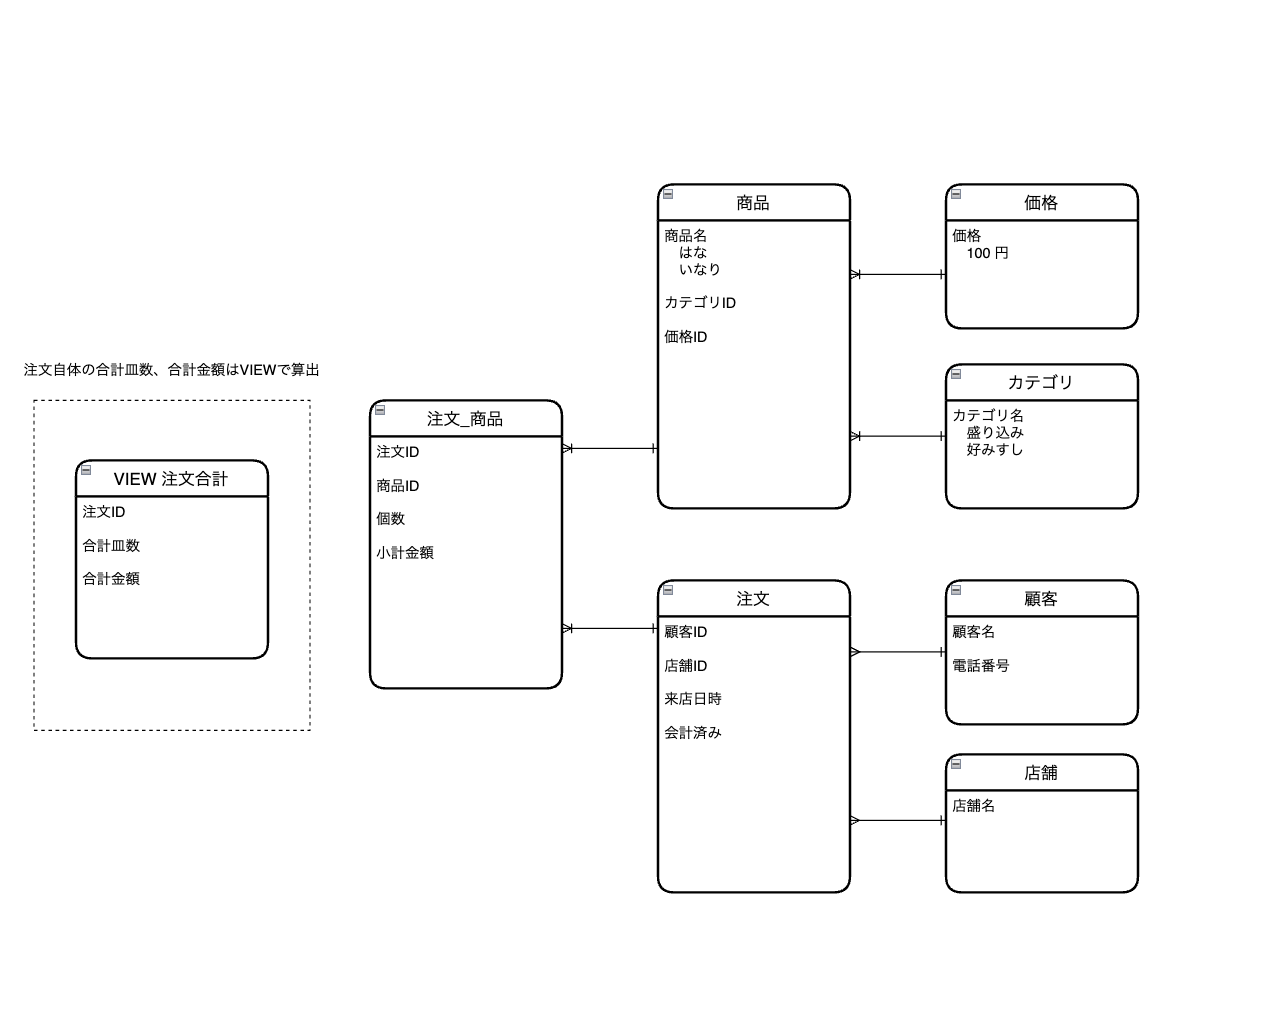 注文自体の合計皿数、合計金額はVIEWで算出
VIEW 注文合計
注文ID
合計皿数
合計金額
注文_商品
注文ID
商品ID
個数
小計金額
商品
商品名
はな
いなり
カテゴリID
価格ID
価格
価格
100 円
カテゴリ
カテゴリ名
盛り込み
好みすし
注文
顧客ID
店舗ID
来店日時
会計済み
顧客
顧客名
電話番号
店舗
店舗名